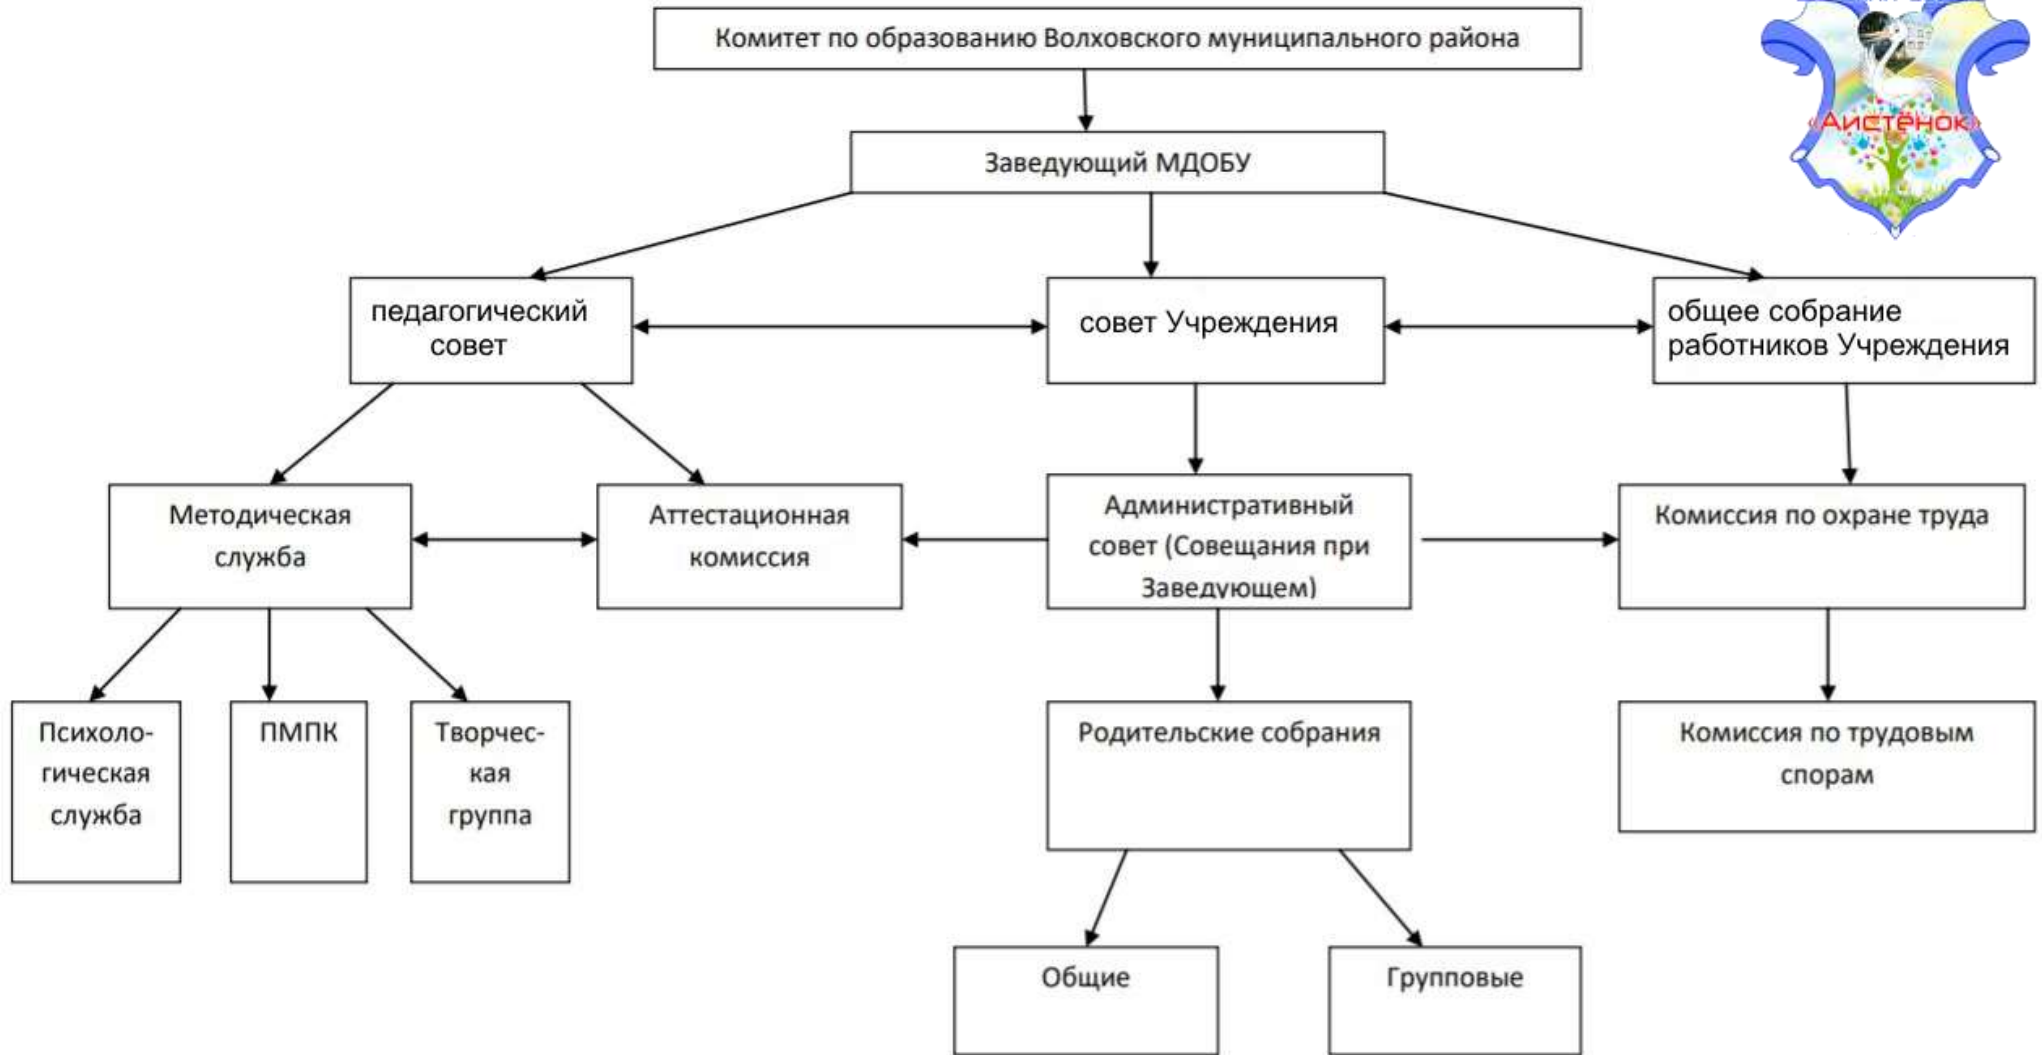 Комитет по образованию Волховского муниципального района
«Аистёнок»
Заведующий МДОБУ
педагогический
совет
совет Учреждения
общее собрание
работников Учреждения
Методическая
служба
Аттестационная
комиссия
Административный
совет (Совещания при
Заведующем)
Комиссия по охране труда
Психоло-
гическая
служба
ПМПК
Творчес-
кая
группа
Родительские собрания
Комиссия по трудовым
спорам
Общие
Групповые